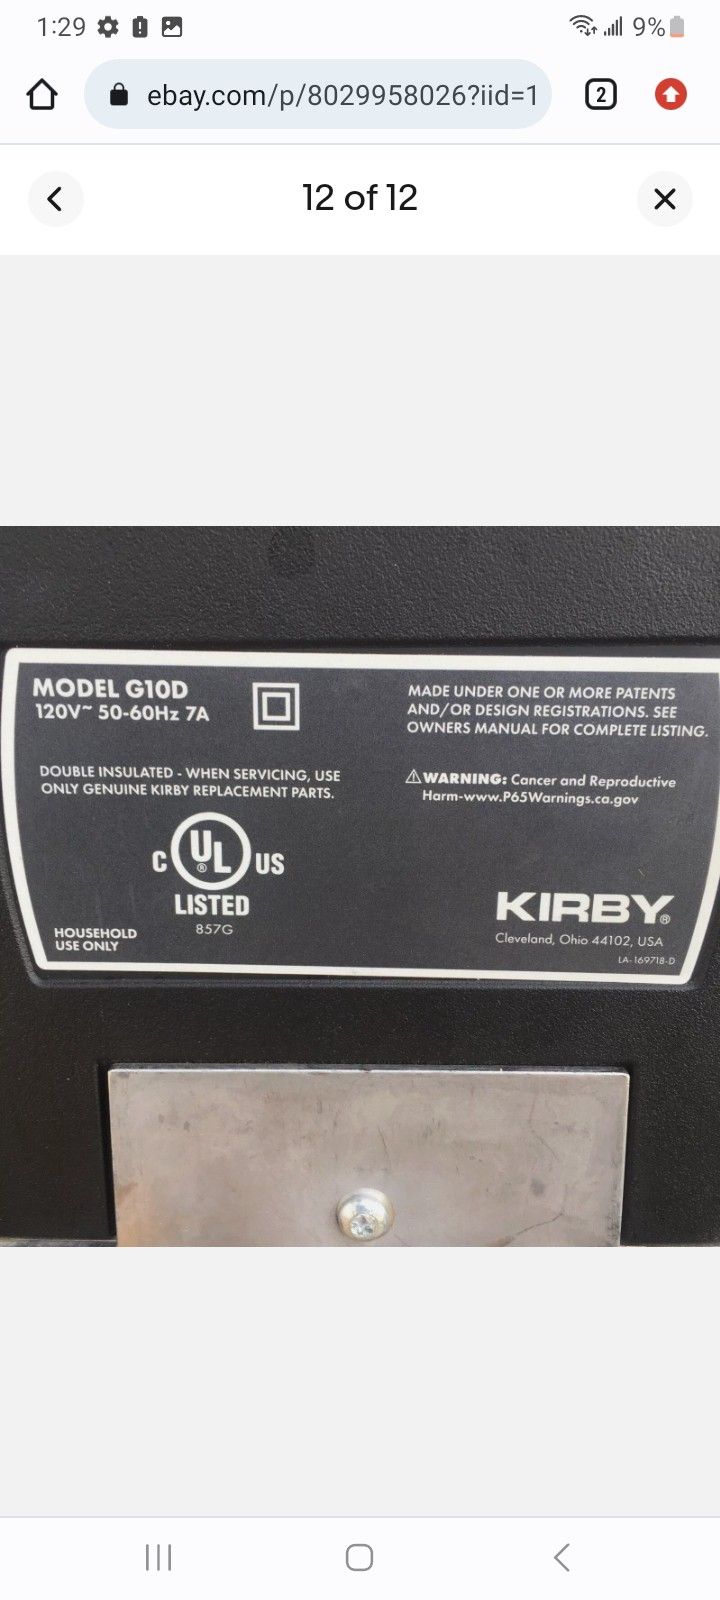 1:29
9%
ebay.com/p/8029958026?iid=1
2
12 of 12
MODEL G10D
120V~ 50-60Hz 7A
DOUBLE INSULATED - WHEN SERVICING, USE
ONLY GENUINE KIRBY REPLACEMENT PARTS.
C UL® US
LISTED
857G
HOUSEHOLD
USE ONLY
MADE UNDER ONE OR MORE PATENTS
AND/OR DESIGN REGISTRATIONS. SEE
OWNERS MANUAL FOR COMPLETE LISTING.
⚠WARNING: Cancer and Reproductive
Harm-www.P65Warnings.ca.gov
KIRBY®
Cleveland, Ohio 44102, USA
LA-169718-D